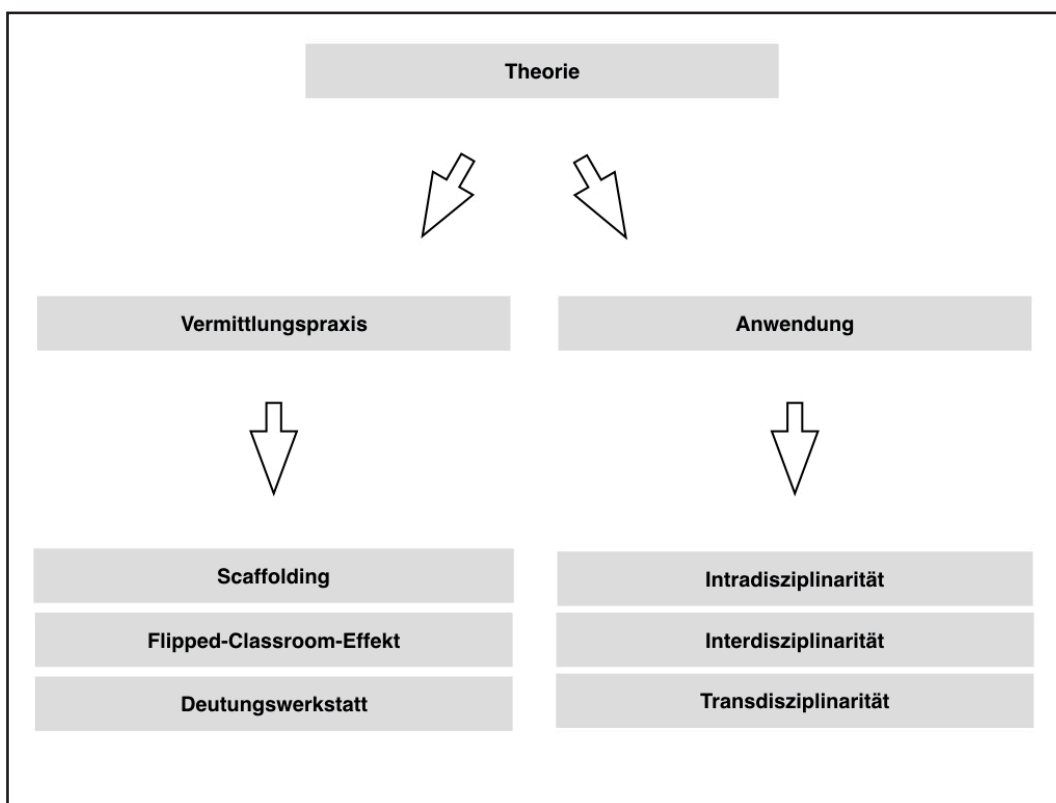 Theorie
Vermittlungspraxis
Anwendung
Scaffolding
Flipped-Classroom-Effekt
Deutungswerkstatt
Intradisziplinarität
Interdisziplinarität
Transdisziplinarität